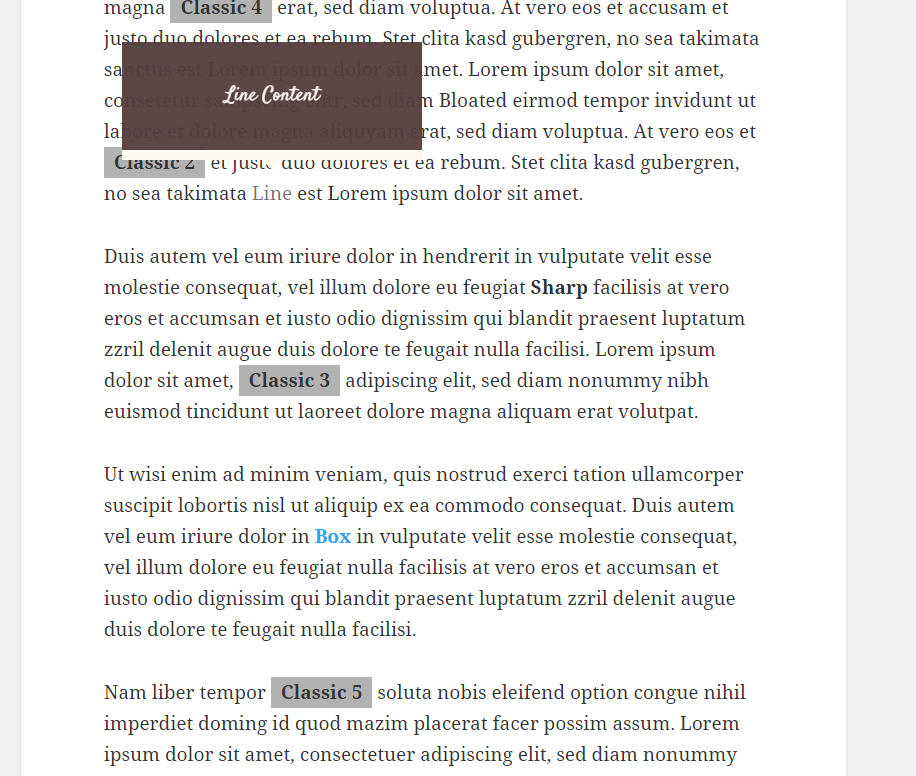 magna Classic 4 erat, sed diam voluptua. At vero eos et accusam et
justo duo dolores et ea rebum. Stet clita kasd gubergren, no sea takimata
sanctus est Lorem ipsum dolor sit amet. Lorem ipsum dolor sit amet,
Line Content
consetetur sadipscing elitr, sed diam Bloated eirmod tempor invidunt ut
labore et dolore magna aliquyam erat, sed diam voluptua. At vero eos et
Classic 2 et justo duo dolores et ea rebum. Stet clita kasd gubergren,
no sea takimata Line est Lorem ipsum dolor sit amet.
Duis autem vel eum iriure dolor in hendrerit in vulputate velit esse
molestie consequat, vel illum dolore eu feugiat Sharp facilisis at vero
eros et accumsan et iusto odio dignissim qui blandit praesent luptatum
zzril delenit augue duis dolore te feugait nulla facilisi. Lorem ipsum
dolor sit amet, Classic 3 adipiscing elit, sed diam nonummy nibh
euismod tincidunt ut laoreet dolore magna aliquam erat volutpat.
Ut wisi enim ad minim veniam, quis nostrud exerci tation ullamcorper
suscipit lobortis nisl ut aliquip ex ea commodo consequat. Duis autem
vel eum iriure dolor in Box in vulputate velit esse molestie consequat,
vel illum dolore eu feugiat nulla facilisis at vero eros et accumsan et
iusto odio dignissim qui blandit praesent luptatum zzril delenit augue
duis dolore te feugait nulla facilisi.
Nam liber tempor Classic 5 soluta nobis eleifend option congue nihil
imperdiet doming id quod mazim placerat facer possim assum. Lorem
ipsum dolor sit amet, consectetuer adipiscing elit, sed diam nonummy